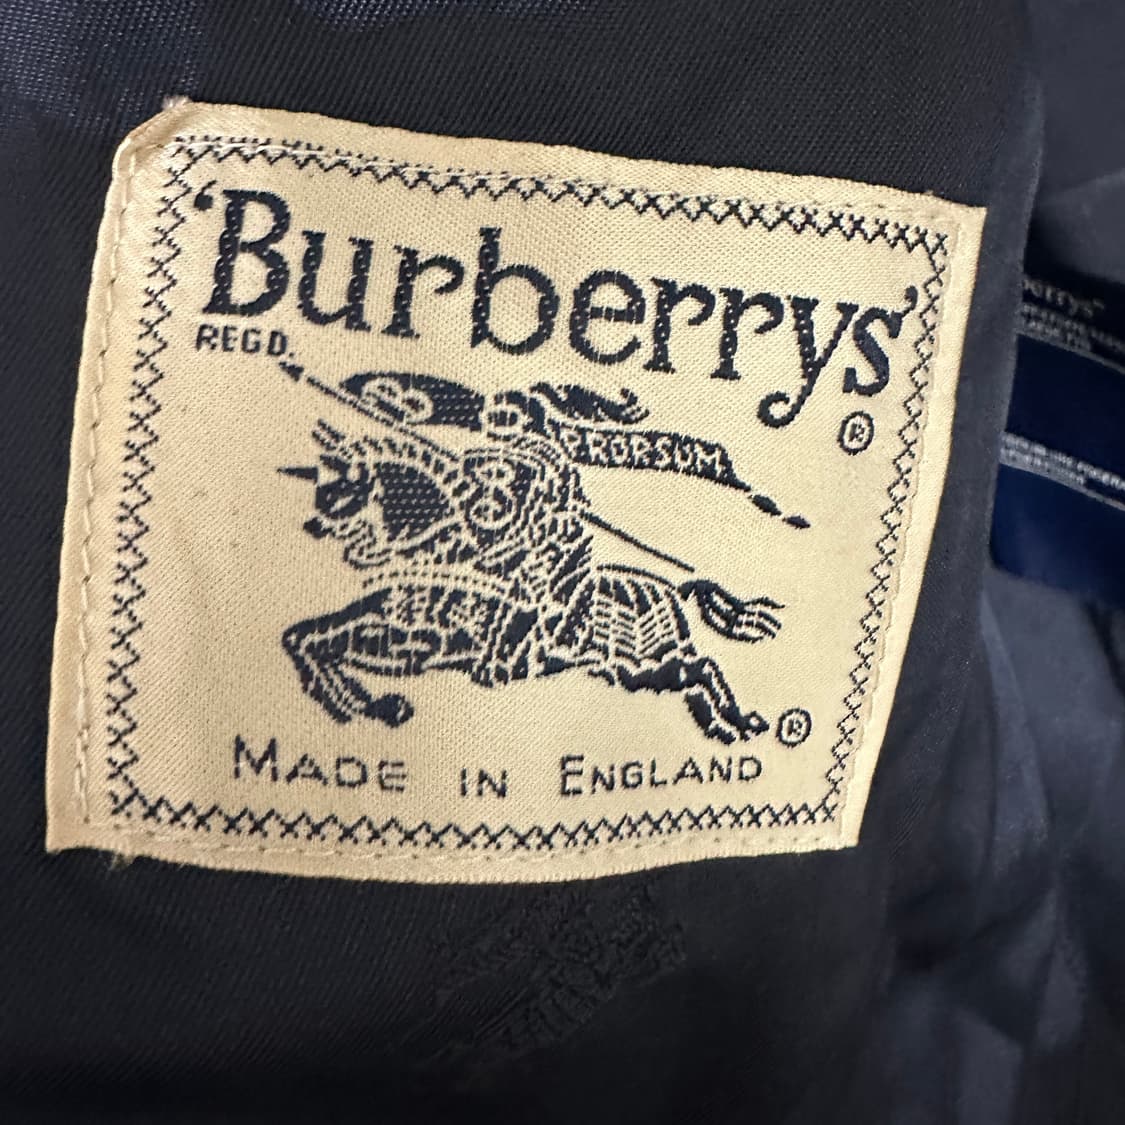 'Burberrys'
REGD.
®
PRORSUM
®
MADE IN ENGLAND